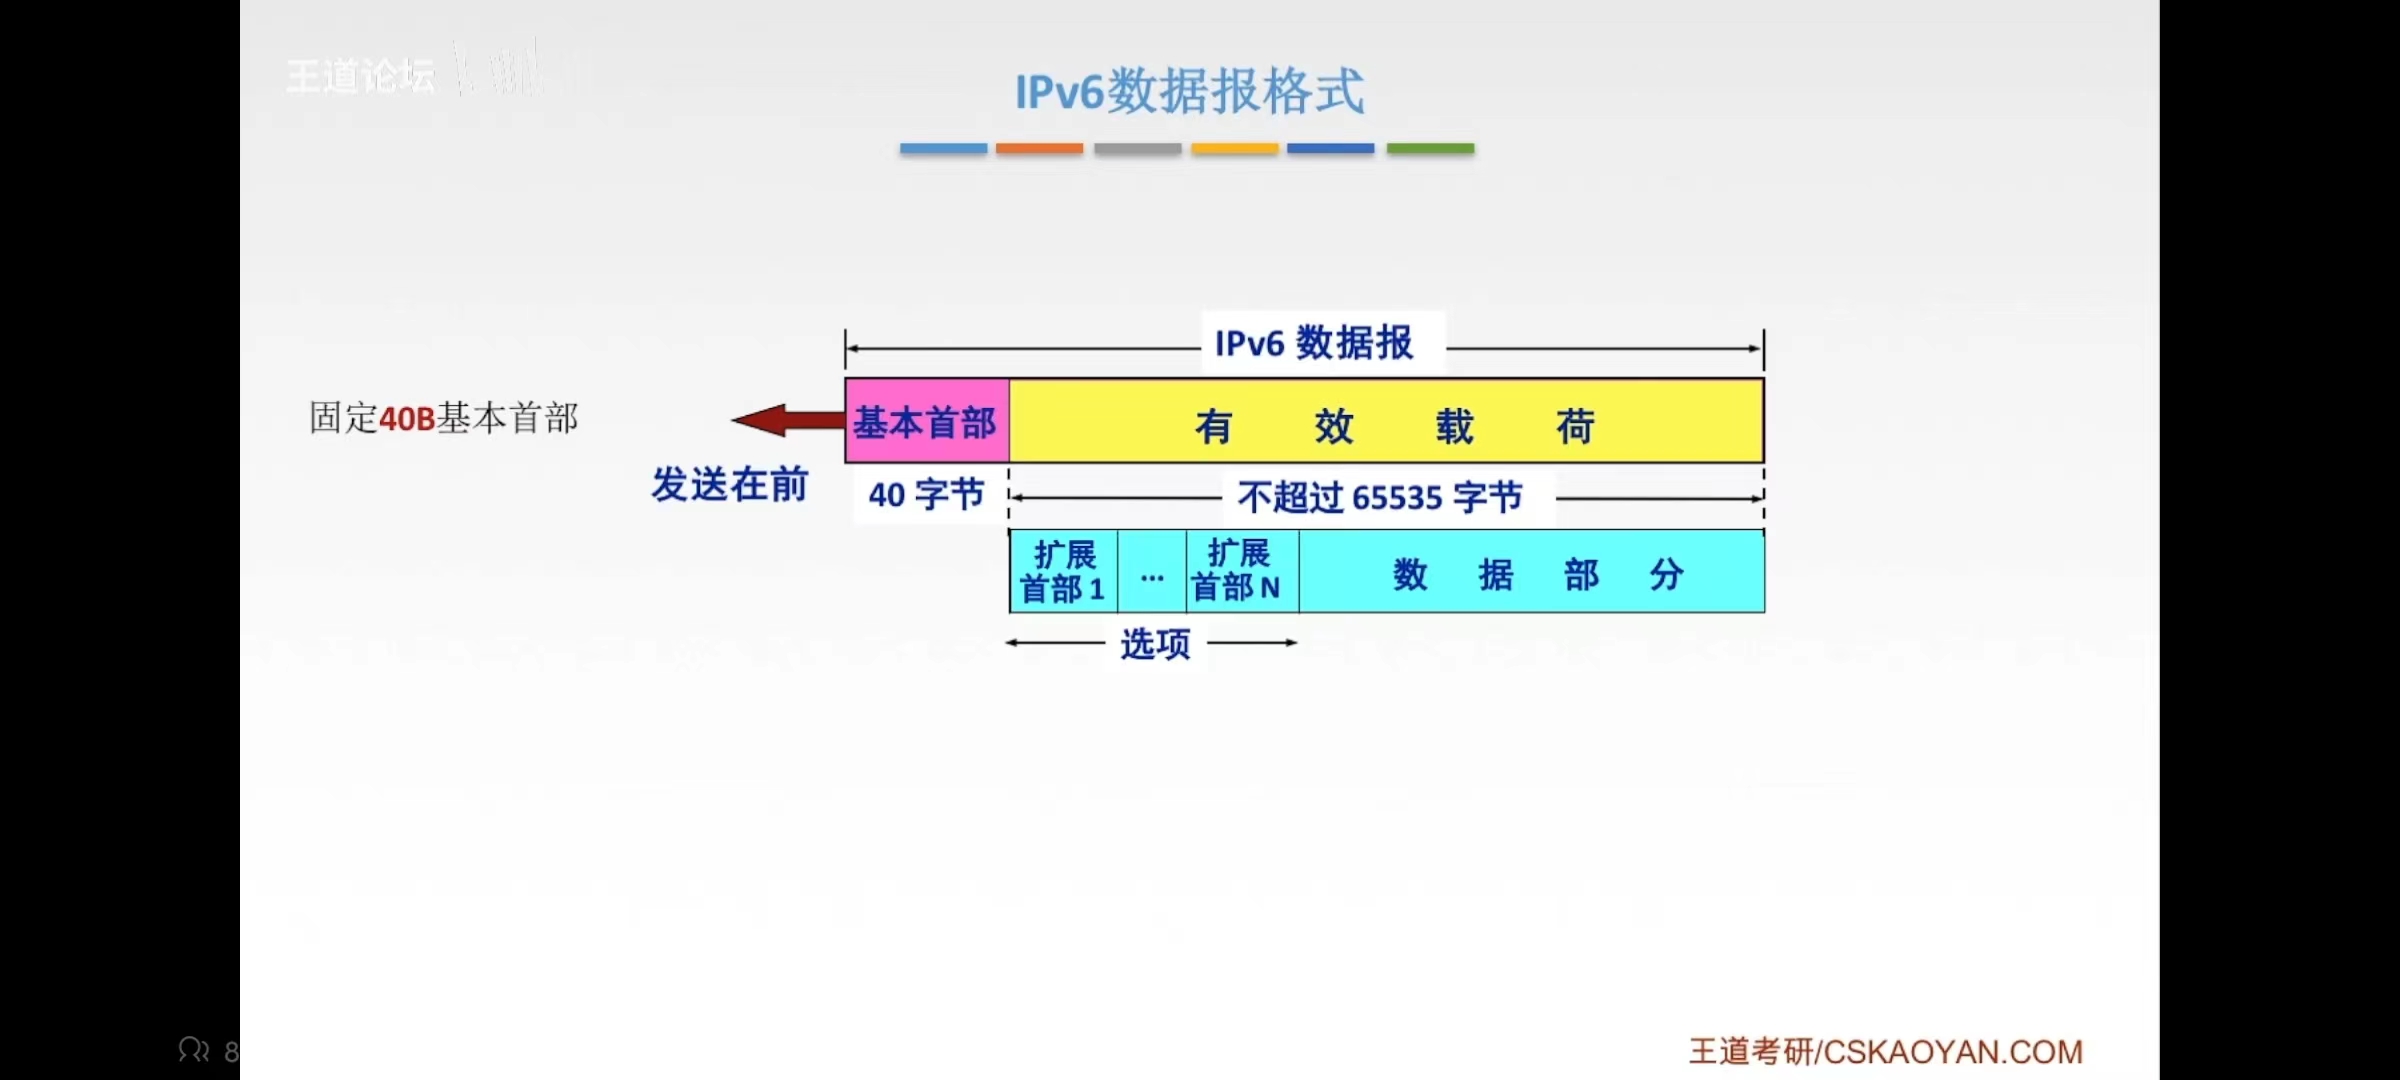 王道论坛
IPv6数据报格式
IPv6 数据报
固定40B基本首部
基本首部
有效载荷
发送在前
40 字节
不超过 65535 字节
扩展
首部 1
...
扩展
首部 N
数据部分
选项
8
王道考研/CSKAOYAN.COM